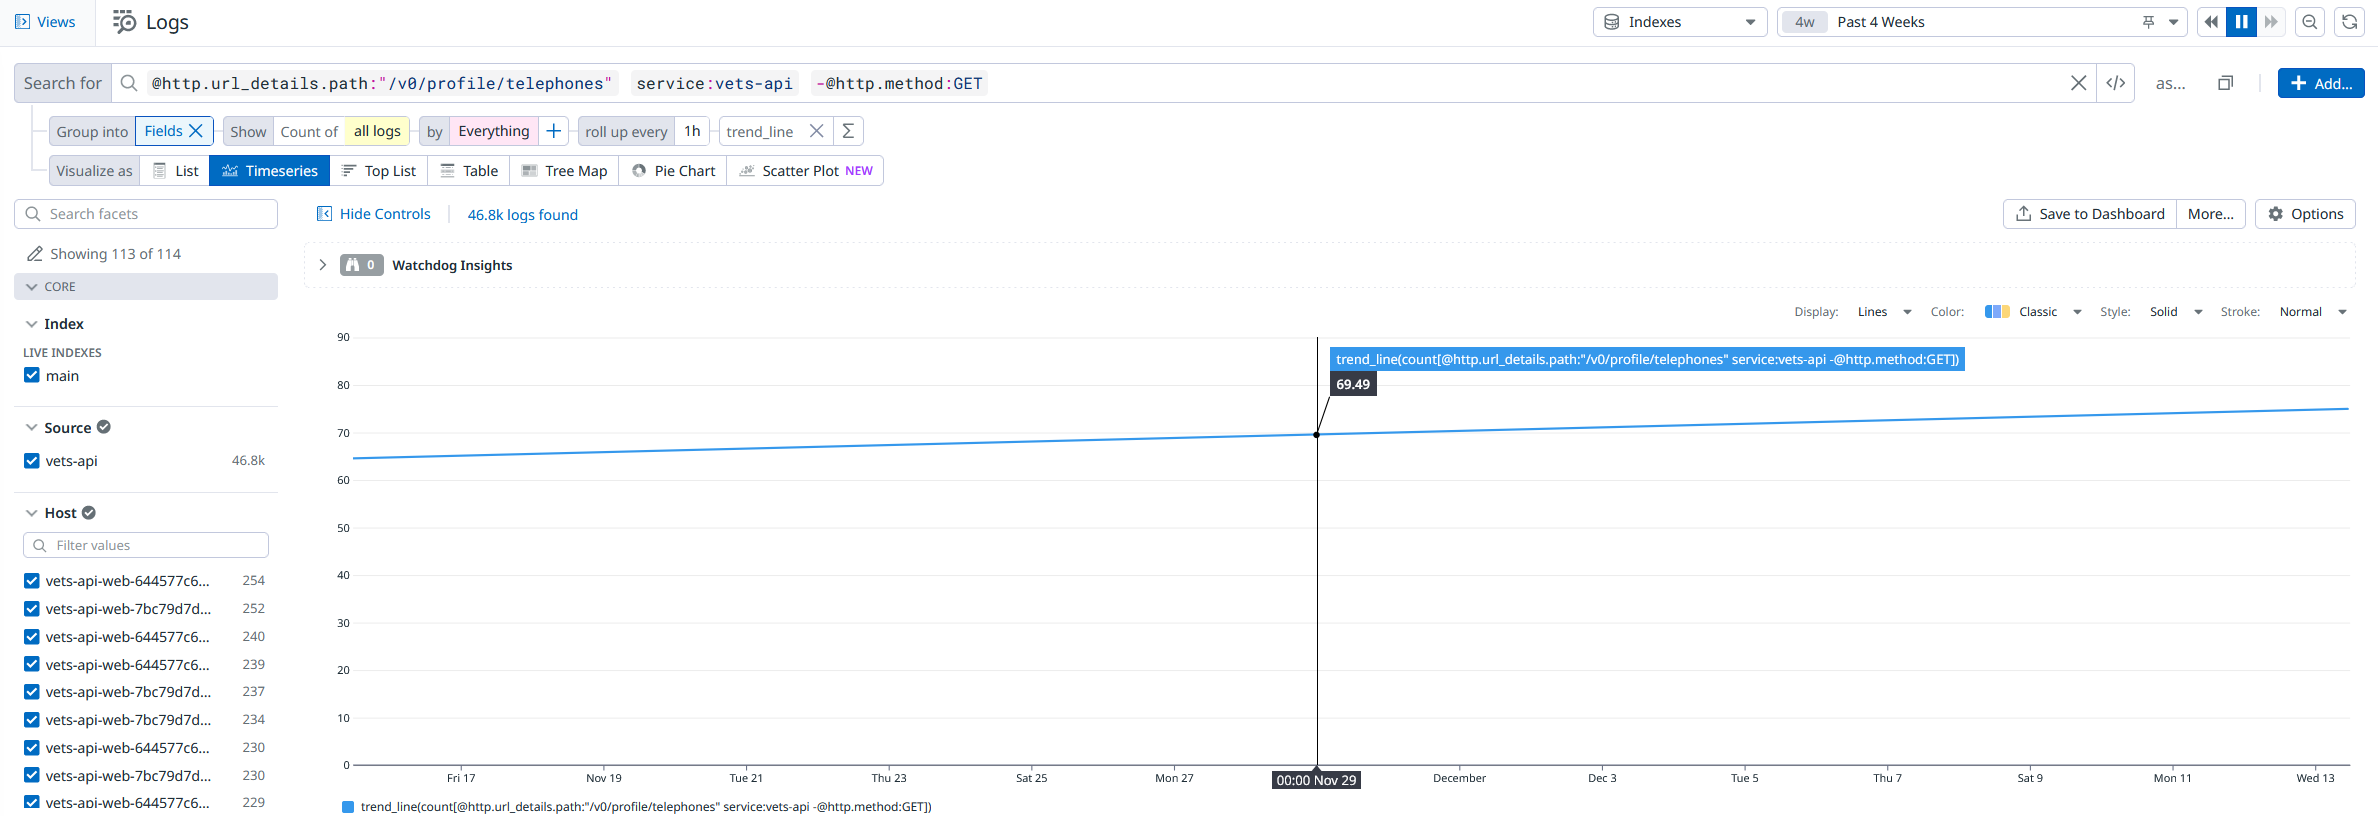 Views
Logs
Indexes
4w Past 4 Weeks
Search for @http.url_details.path:"/v0/profile/telephones" service:vets-api -@http.method:GET </> as... Add...
Group into Fields Show Count of all logs by Everything + roll up every 1h trend_line Σ
Visualize as List Timeseries Top List Table Tree Map Pie Chart Scatter Plot NEW
Search facets
Hide Controls 46.8k logs found
Save to Dashboard More... Options
Showing 113 of 114
0 Watchdog Insights
CORE
Index
LIVE INDEXES
main
Source
vets-api 46.8k
Host
Filter values
vets-api-web-644577c6... 254
vets-api-web-7bc79d7d... 252
vets-api-web-644577c6... 240
vets-api-web-644577c6... 239
vets-api-web-7bc79d7d... 237
vets-api-web-7bc79d7d... 234
vets-api-web-644577c6... 230
vets-api-web-7bc79d7d... 230
vets-api-web-644577c6... 229
Display: Lines Color: Classic Style: Solid Stroke: Normal
90
80
70
60
50
40
30
20
10
0
trend_line(count[@http.url_details.path:"/v0/profile/telephones" service:vets-api -@http.method:GET])
69.49
Fri 17 Nov 19 Tue 21 Thu 23 Sat 25 Mon 27 00:00 Nov 29 December Dec 3 Tue 5 Thu 7 Sat 9 Mon 11 Wed 13
trend_line(count[@http.url_details.path:"/v0/profile/telephones" service:vets-api -@http.method:GET])